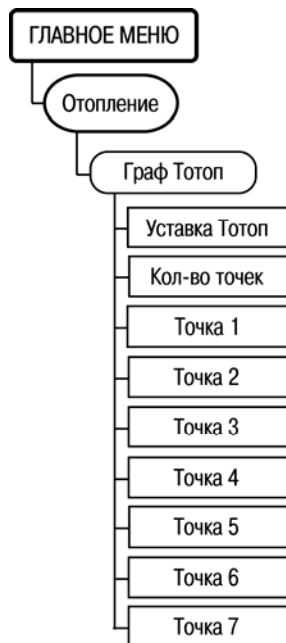 ГЛАВНОЕ МЕНЮ
Отопление
Граф Тотоп
Уставка Тотоп
Кол-во точек
Точка 1
Точка 2
Точка 3
Точка 4
Точка 5
Точка 6
Точка 7